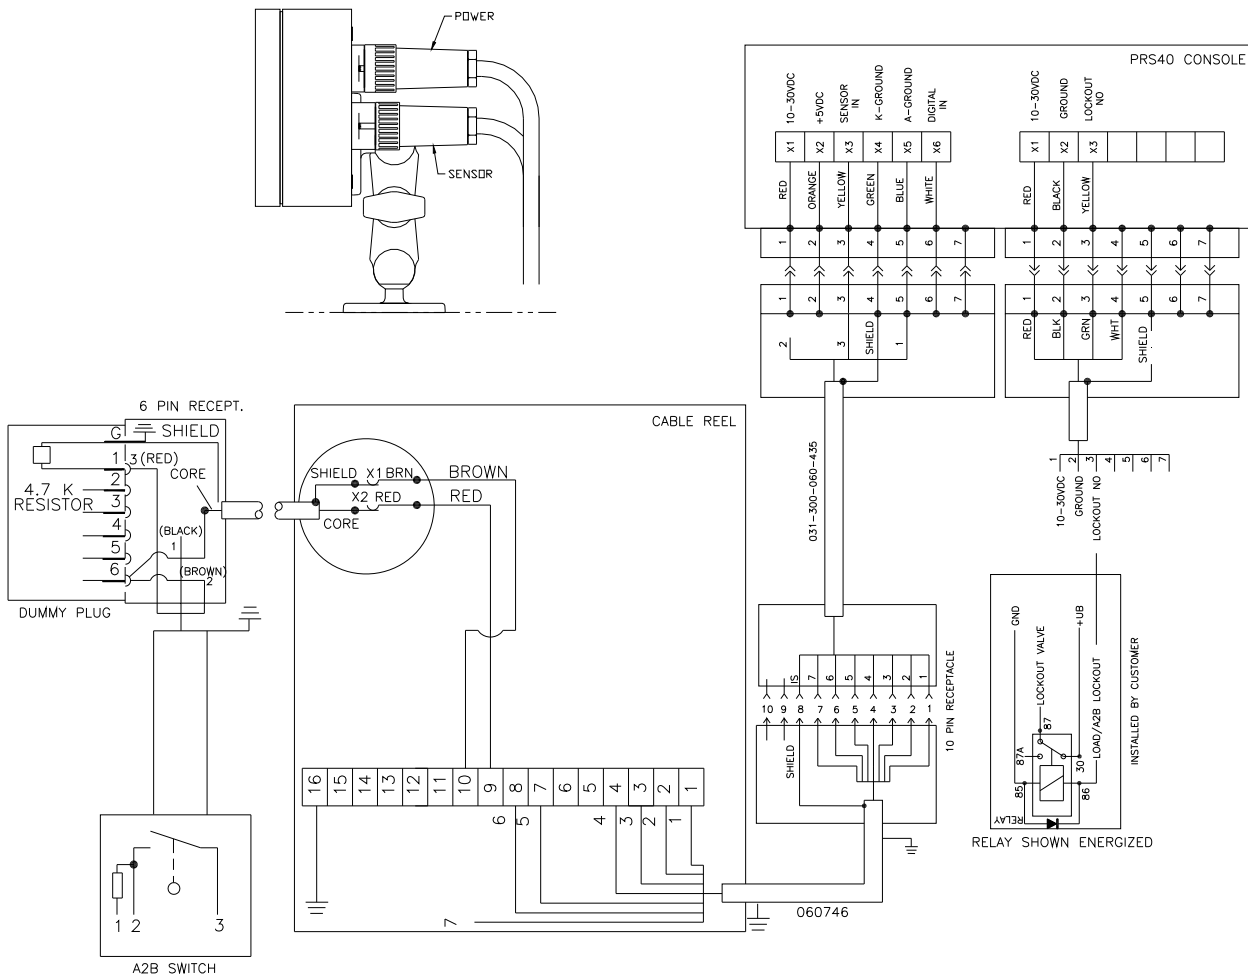 POWER
SENSOR
PRS40 CONSOLE
10-30VDC
+5VDC
SENSOR IN
K-GROUND
A-GROUND
DIGITAL IN
X1 X2 X3 X4 X5 X6
RED
ORANGE
YELLOW
GREEN
BLUE
WHITE
1 2 3 4 5 6 7
1 2 3 4 5 6 7
2 3 SHIELD 1
10-30VDC
GROUND
LOCKOUT NO
X1 X2 X3
RED
BLACK
YELLOW
1 2 3 4 5 6 7
1 2 3 4 5 6 7
RED
BLK
GRN
WHT
SHIELD
1 2 3 4 5 6 7
10-30VDC
GROUND
LOCKOUT NO
031-300-060-435
6 PIN RECEPT.
G SHIELD
1 3(RED)
2
3
4
5
6
CORE
4.7 K
RESISTOR
(BLACK)
1
(BROWN)
2
DUMMY PLUG
CABLE REEL
SHIELD X1 BRN BROWN
X2 RED RED
CORE
16 15 14 13 12 11 10 9 8 7 6 5 4 3 2 1
6 5 4 3 2 1
7
1 2 3
A2B SWITCH
060746
IS 7 6 5 4 3 2 1
10 9 8 7 6 5 4 3 2 1
SHIELD
10 PIN RECEPTACLE
GND
LOCKOUT VALVE
+UB
LOAD/A2B LOCKOUT
87
87A
30
85
86
RELAY
INSTALLED BY CUSTOMER
RELAY SHOWN ENERGIZED